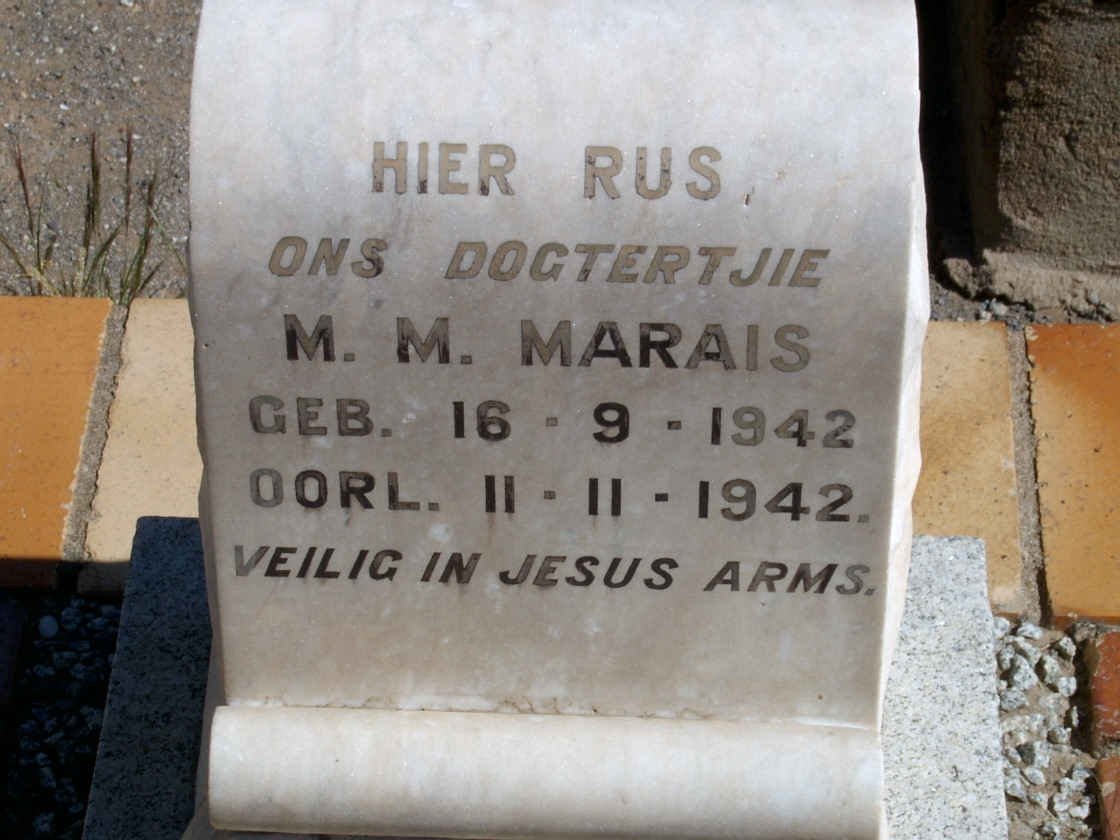 HIER RUS
ONS DOGTERTJIE
M. M. MARAIS
GEB. 16 - 9 - 1942
OORL. 11 - 11 - 1942.
VEILIG IN JESUS ARMS.